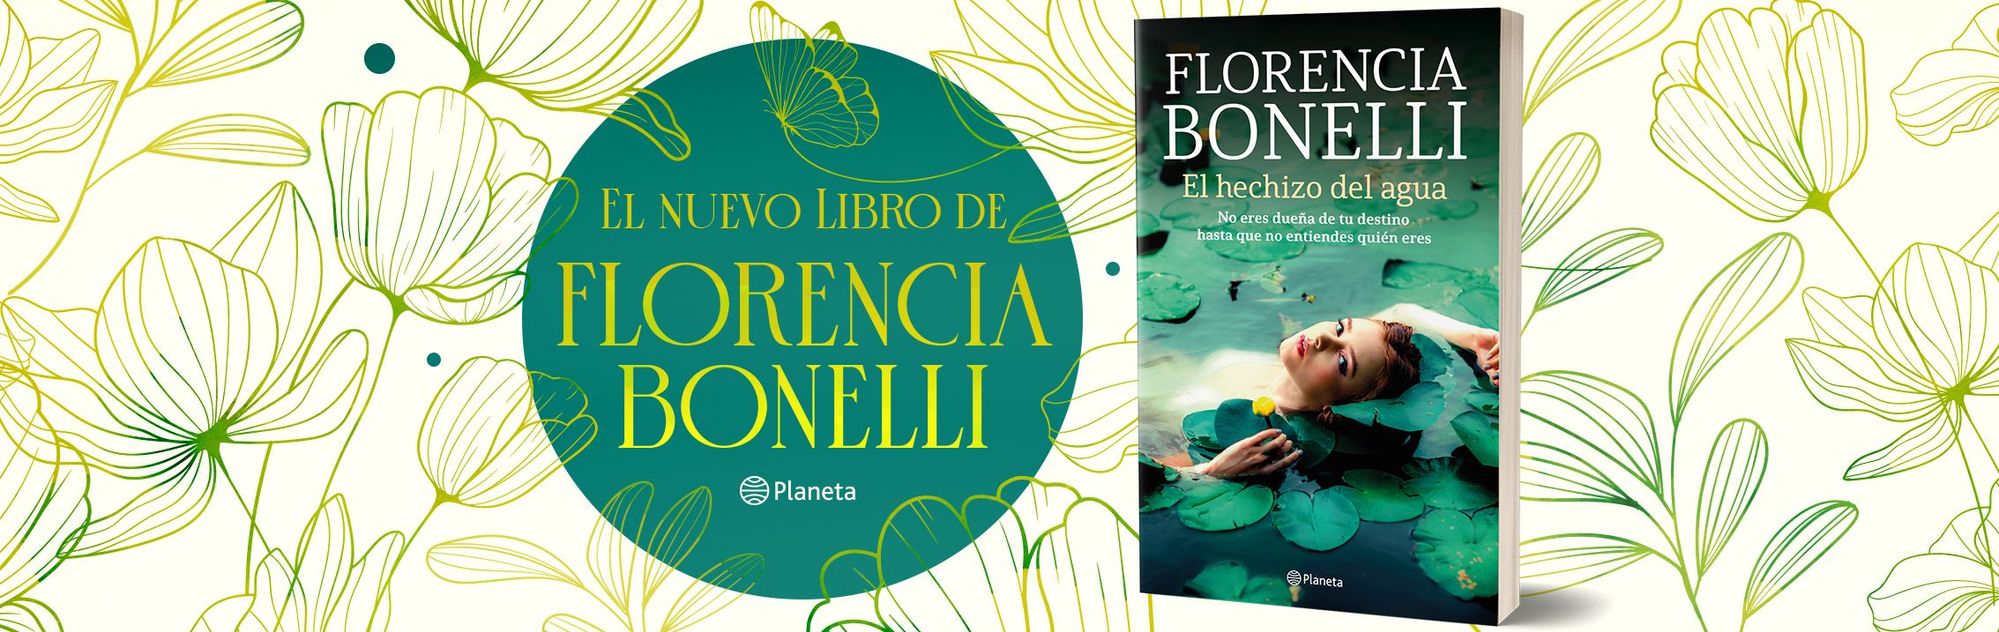 EL NUEVO LIBRO DE
FLORENCIA
BONELLI
Planeta
FLORENCIA
BONELLI
El hechizo del agua
No eres dueña de tu destino
hasta que no entiendes quién eres
Planeta